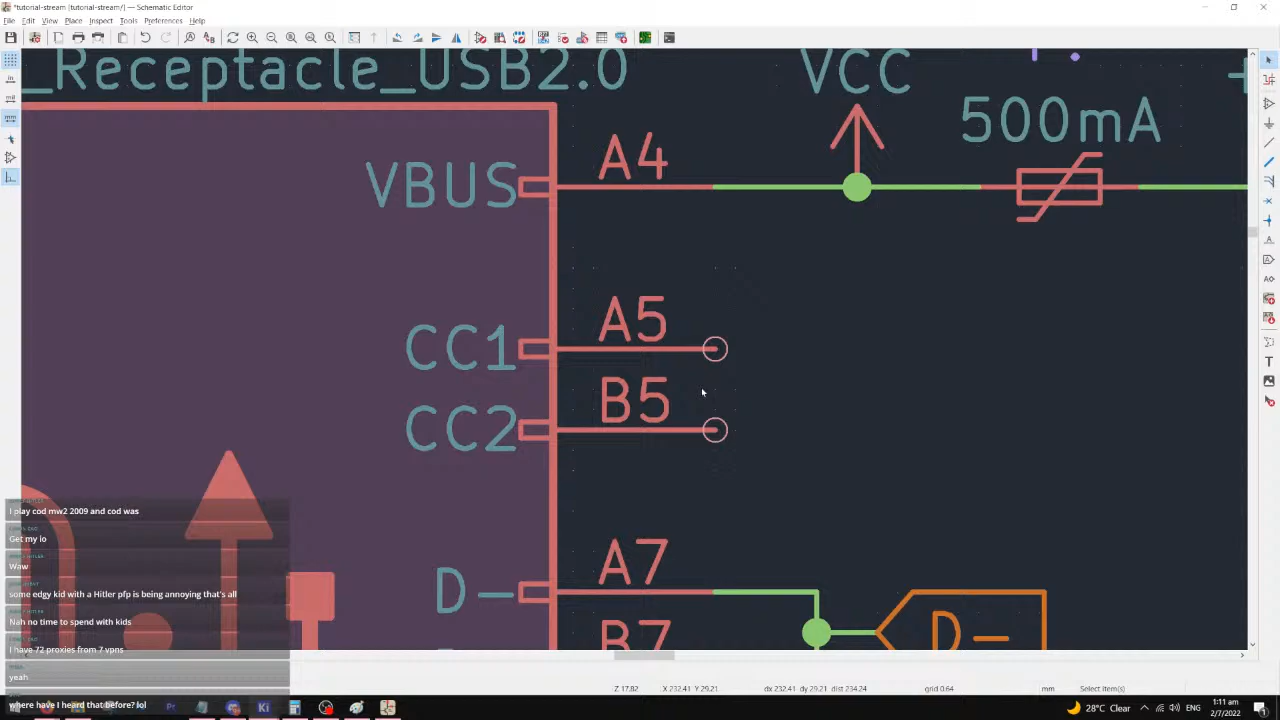 *tutorial-stream [tutorial-stream/] — Schematic Editor
File Edit View Place Inspect Tools Preferences Help
_Receptacle_USB2.0
VCC
500mA
A4
VBUS
A5
CC1
B5
CC2
A7
D-
B7
D-
I play cod mw2 2009 and cod was
Get my io
Waw
some edgy kid with a Hitler pfp is being annoying that's all
Nah no time to spend with kids
I have 72 proxies from 7 vpns
yeah
where have I heard that before? lol
Z 17.82 X 232.41 Y 29.21 dx 232.41 dy 29.21 dist 234.24 grid 0.64 mm Select item(s)
28°C Clear ENG 1:11 am
2/7/2022